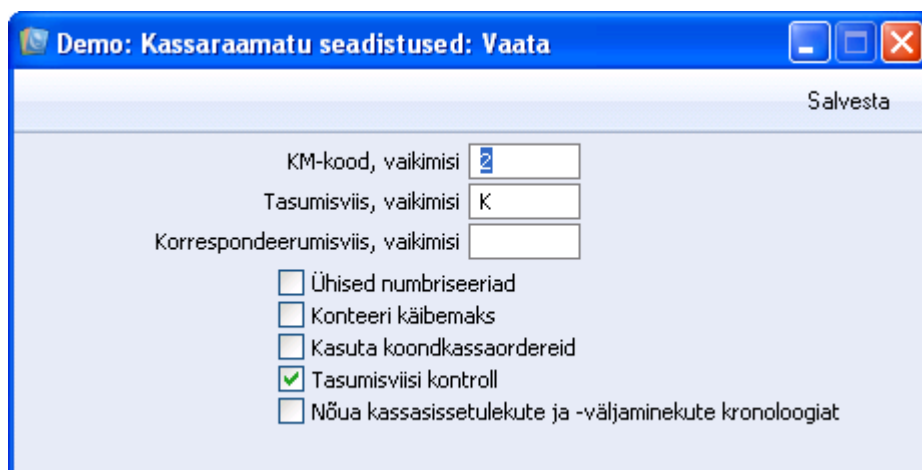 Demo: Kassaraamatu seadistused: Vaata
Salvesta
KM-kood, vaikimisi 2
Tasumisviis, vaikimisi K
Korrespondeerumisviis, vaikimisi
Ühised numbriseeriad
Konteeri käibemaks
Kasuta koondkassaordereid
Tasumisviisi kontroll
Nõua kassasissetulekute ja -väljaminekute kronoloogiat